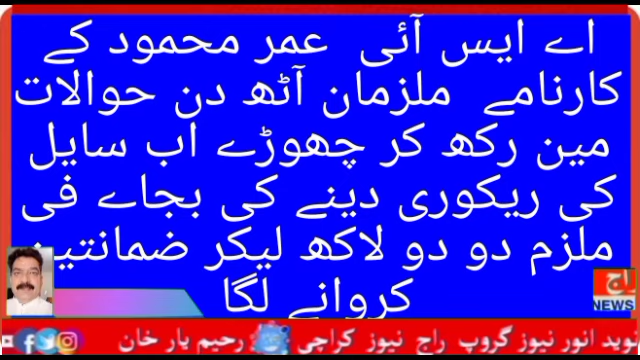 اے ایس آئی عمر محمود کے
کارنامے ملزمان آٹھ دن حوالات
مین رکھ کر چھوڑے اب سایل
کی ریکوری دینے کی بجاے فی
ملزم دو دو لاکھ لیکر ضمانتین
کروانے لگا
راج
NEWS
نوید انور نیوز گروپ راج نیوز کراچی رحیم یار خان